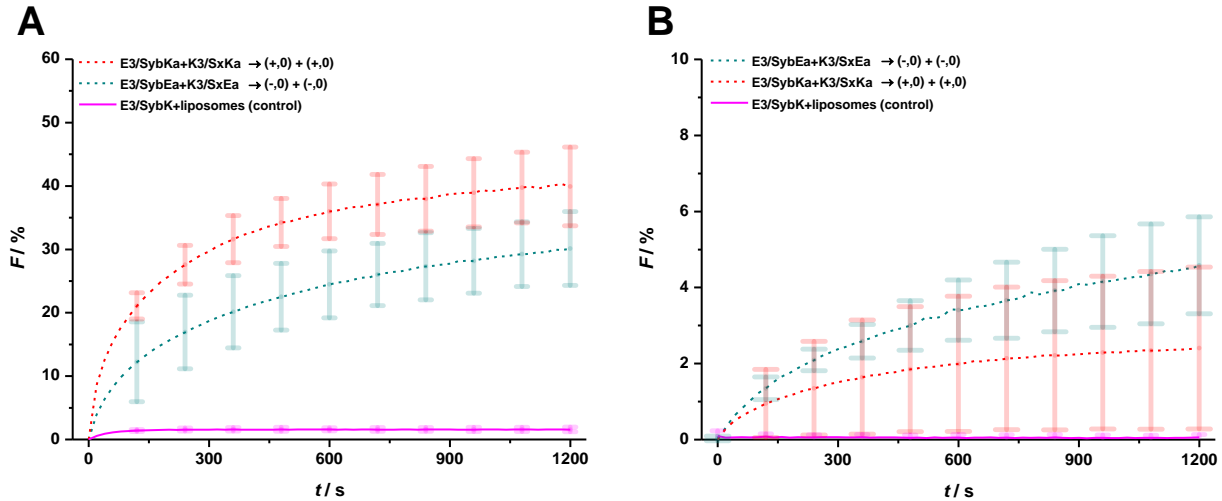 A
E3/SybKa+K3/SxKa → (+,0) + (+,0)
E3/SybEa+K3/SxEa → (-,0) + (-,0)
E3/SybK+liposomes (control)
60
50
40
30
20
10
0
F / %
0 300 600 900 1200
t / s
B
E3/SybEa+K3/SxEa → (-,0) + (-,0)
E3/SybKa+K3/SxKa → (+,0) + (+,0)
E3/SybK+liposomes (control)
10
8
6
4
2
0
F / %
0 300 600 900 1200
t / s